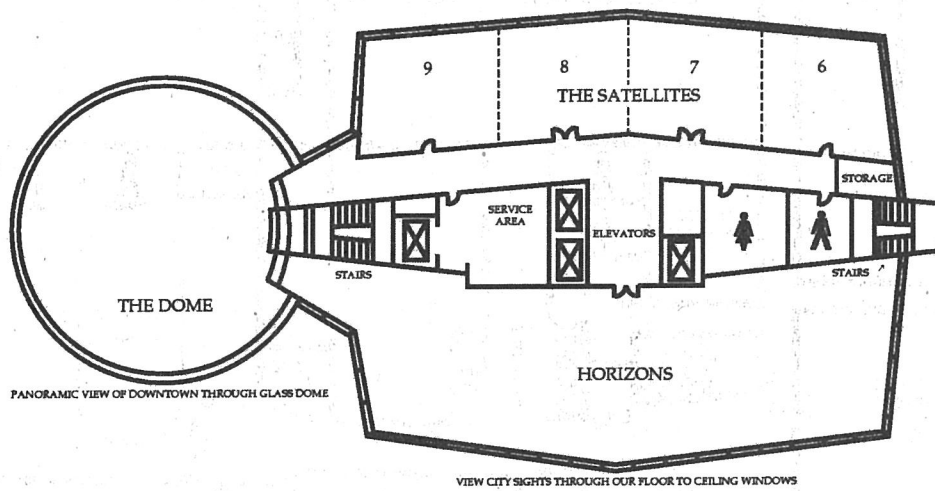 9 8 7 6
THE SATELLITES
STORAGE
SERVICE
AREA
ELEVATORS
STAIRS
STAIRS
THE DOME
HORIZONS
PANORAMIC VIEW OF DOWNTOWN THROUGH GLASS DOME
VIEW CITY SIGHTS THROUGH OUR FLOOR TO CEILING WINDOWS